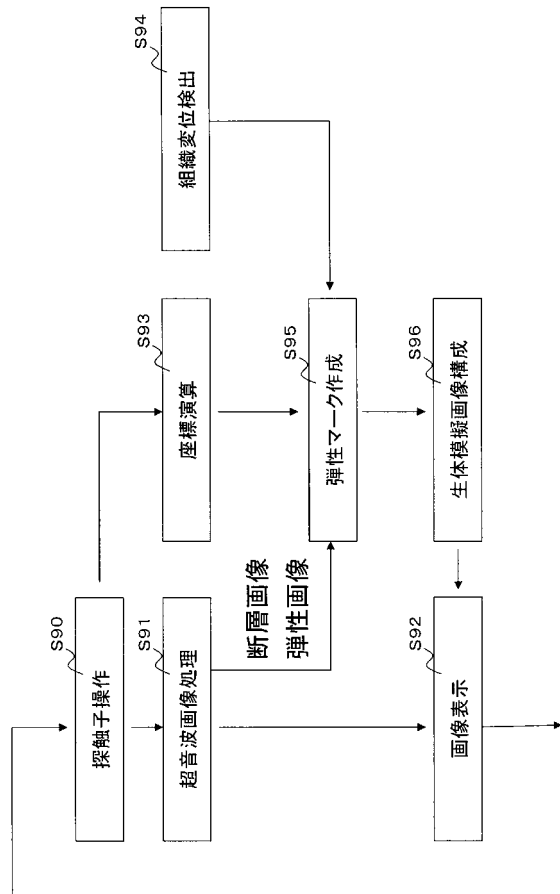 S90
探触子操作
S91
超音波画像処理
断層画像
弾性画像
S92
画像表示
S93
座標演算
S94
組織変位検出
S95
弾性マーク作成
S96
生体模擬画像構成